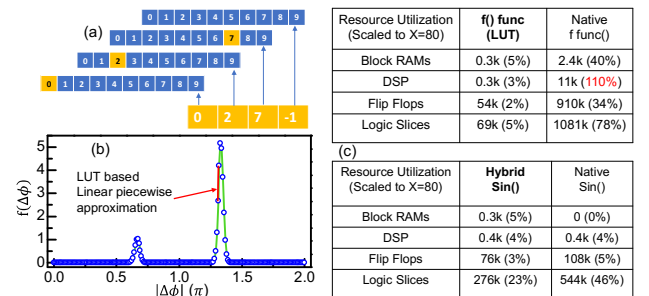 (a)
0 1 2 3 4 5 6 7 8 9
0 1 2 3 4 5 6 7 8 9
0 1 2 3 4 5 6 7 8 9
0 1 2 3 4 5 6 7 8 9
0 2 7 -1
(b)
LUT based
Linear piecewise
approximation
f(Δϕ)
5
4
3
2
1
0
0.0 0.5 1.0 1.5 2.0
|Δϕ| (π)
Resource Utilization (Scaled to X=80) f() func (LUT) Native f func()
Block RAMs 0.3k (5%) 2.4k (40%)
DSP 0.3k (3%) 11k (110%)
Flip Flops 54k (2%) 910k (34%)
Logic Slices 69k (5%) 1081k (78%)
(c)
Resource Utilization (Scaled to X=80) Hybrid Sin() Native Sin()
Block RAMs 0.3k (5%) 0 (0%)
DSP 0.4k (4%) 0.4k (4%)
Flip Flops 76k (3%) 108k (5%)
Logic Slices 276k (23%) 544k (46%)